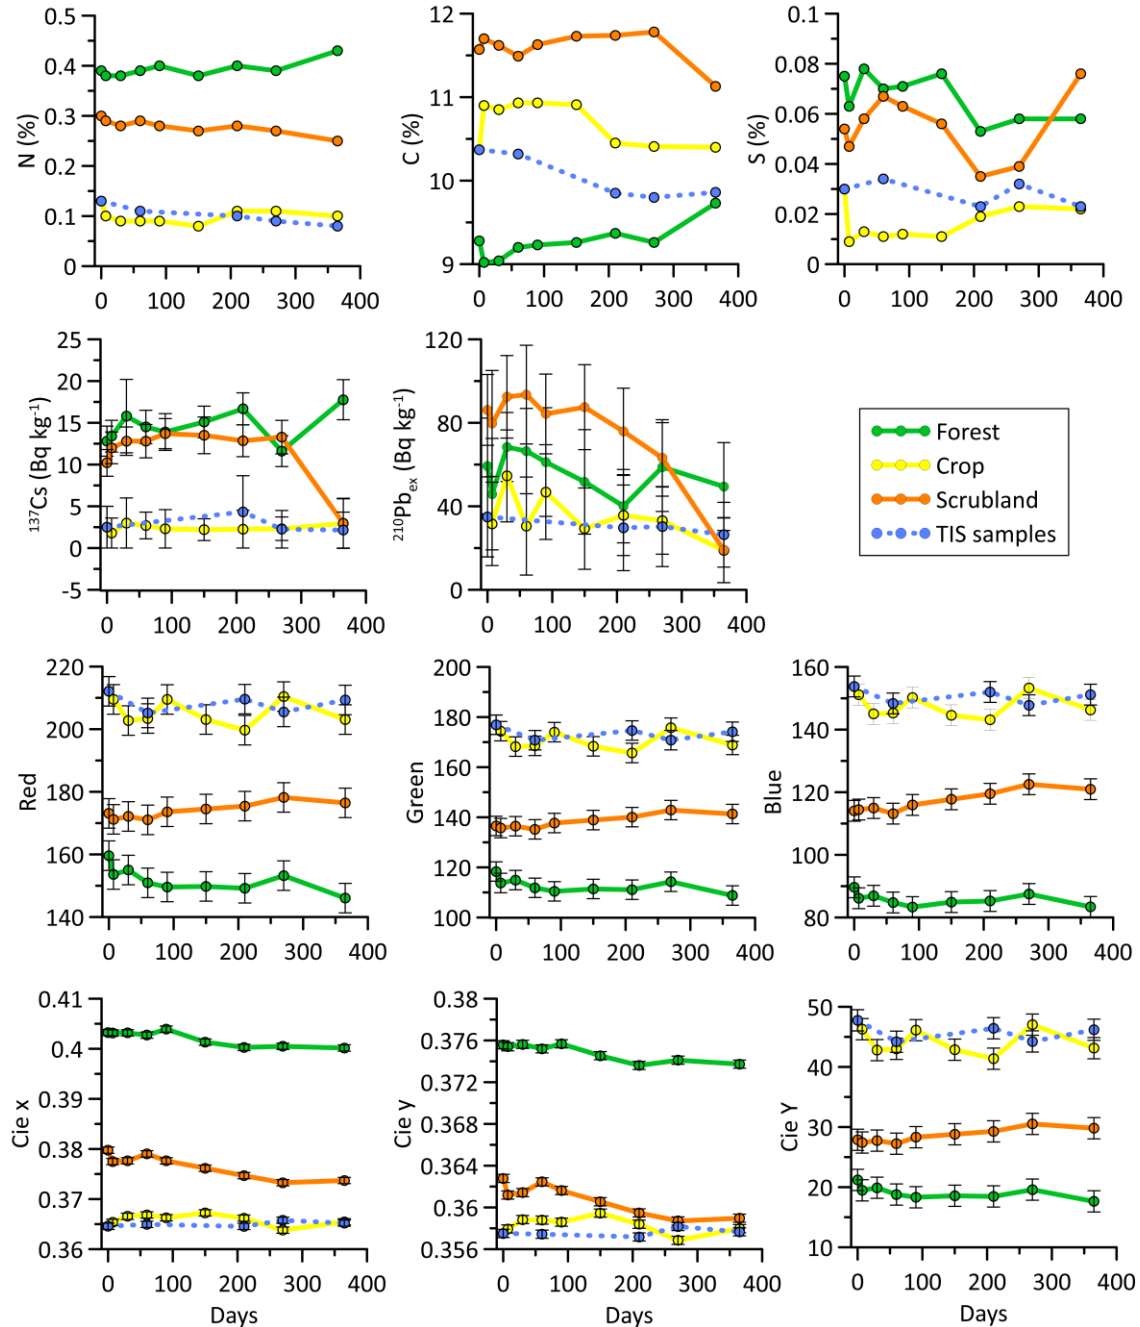 0.5
0.4
0.3
0.2
0.1
0
N (%)
0 100 200 300 400
12
11
10
9
C (%)
0 100 200 300 400
0.1
0.08
0.06
0.04
0.02
0
S (%)
0 100 200 300 400
25
20
15
10
5
0
-5
¹³⁷Cs (Bq kg⁻¹)
0 100 200 300 400
120
80
40
0
²¹⁰Pbₑₓ (Bq kg⁻¹)
0 100 200 300 400
Forest
Crop
Scrubland
TIS samples
220
200
180
160
140
Red
0 100 200 300 400
200
180
160
140
120
100
Green
0 100 200 300 400
160
140
120
100
80
Blue
0 100 200 300 400
0.41
0.4
0.39
0.38
0.37
0.36
Cie x
0 100 200 300 400
Days
0.38
0.376
0.372
0.368
0.364
0.36
0.356
Cie y
0 100 200 300 400
Days
50
40
30
20
10
Cie Y
0 100 200 300 400
Days